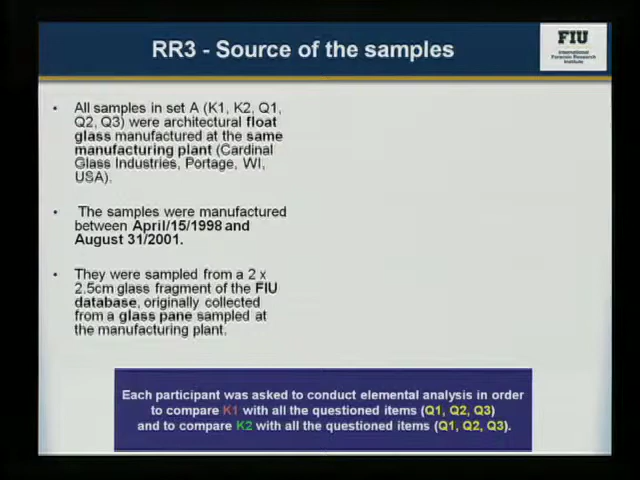 RR3 - Source of the samples
FIU
International
Forensic Research
Institute
• All samples in set A (K1, K2, Q1,
Q2, Q3) were architectural float
glass manufactured at the same
manufacturing plant (Cardinal
Glass Industries, Portage, WI,
USA).
• The samples were manufactured
between April/15/1998 and
August 31/2001.
• They were sampled from a 2 x
2.5cm glass fragment of the FIU
database, originally collected
from a glass pane sampled at
the manufacturing plant.
Each participant was asked to conduct elemental analysis in order
to compare K1 with all the questioned items (Q1, Q2, Q3)
and to compare K2 with all the questioned items (Q1, Q2, Q3).